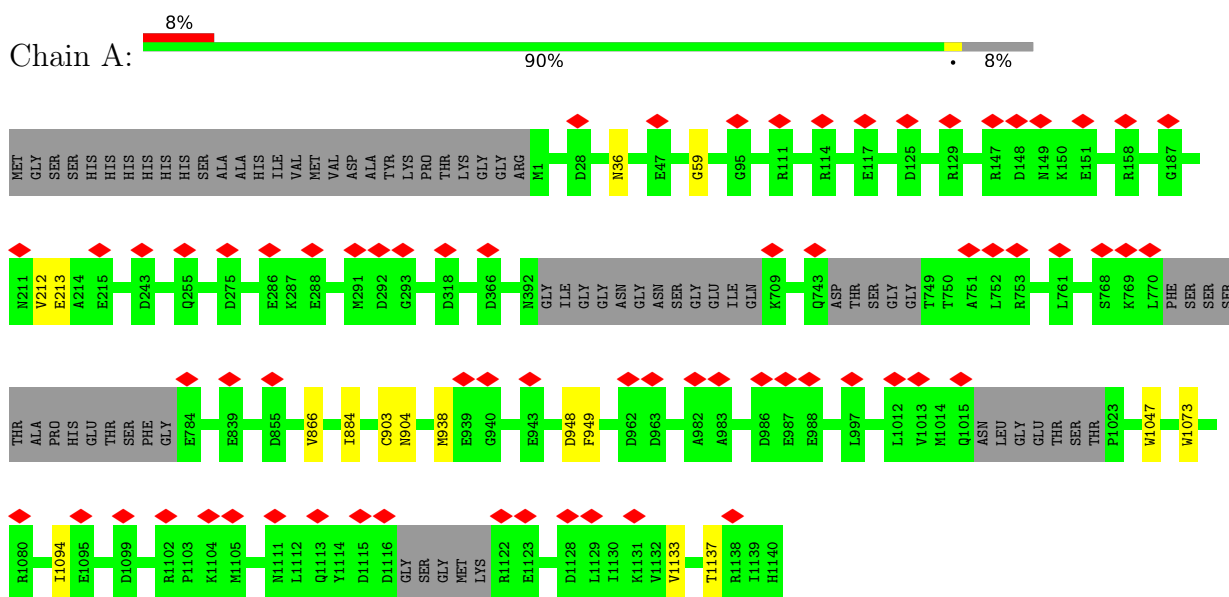 8%
Chain A:
90% • 8%
MET GLY SER SER HIS HIS HIS HIS HIS HIS SER ALA ALA HIS ILE VAL MET VAL ASP ALA TYR LYS PRO THR LYS GLY GLY ARG M1 D28 N36 E47 G59 G95 R111 R114 E117 D125 R129 R147 D148 N149 K150 E151 R158 G187
N211 V212 E213 A214 E215 D243 Q255 D275 E286 K287 E288 M291 D292 G293 D318 D366 N392 GLY ILE GLY GLY ASN GLY ASN SER GLY GLU ILE GLN K709 Q743 ASP THR SER GLY GLY T749 T750 A751 L752 R753 L761 S768 K769 L770 PHE SER SER SER
THR ALA PRO HIS GLU THR SER PHE GLY E784 E839 D855 V866 I884 C903 N904 M938 E939 G940 E943 D948 F949 D962 D963 A982 A983 D986 E987 E988 L997 L1012 V1013 M1014 Q1015 ASN LEU GLY GLU THR SER THR P1023 W1047 W1073
R1080 I1094 E1095 D1099 R1102 P1103 K1104 M1105 N1111 L1112 Q1113 Y1114 D1115 D1116 GLY SER GLY MET LYS R1122 E1123 D1128 L1129 I1130 K1131 V1132 V1133 T1137 R1138 I1139 H1140